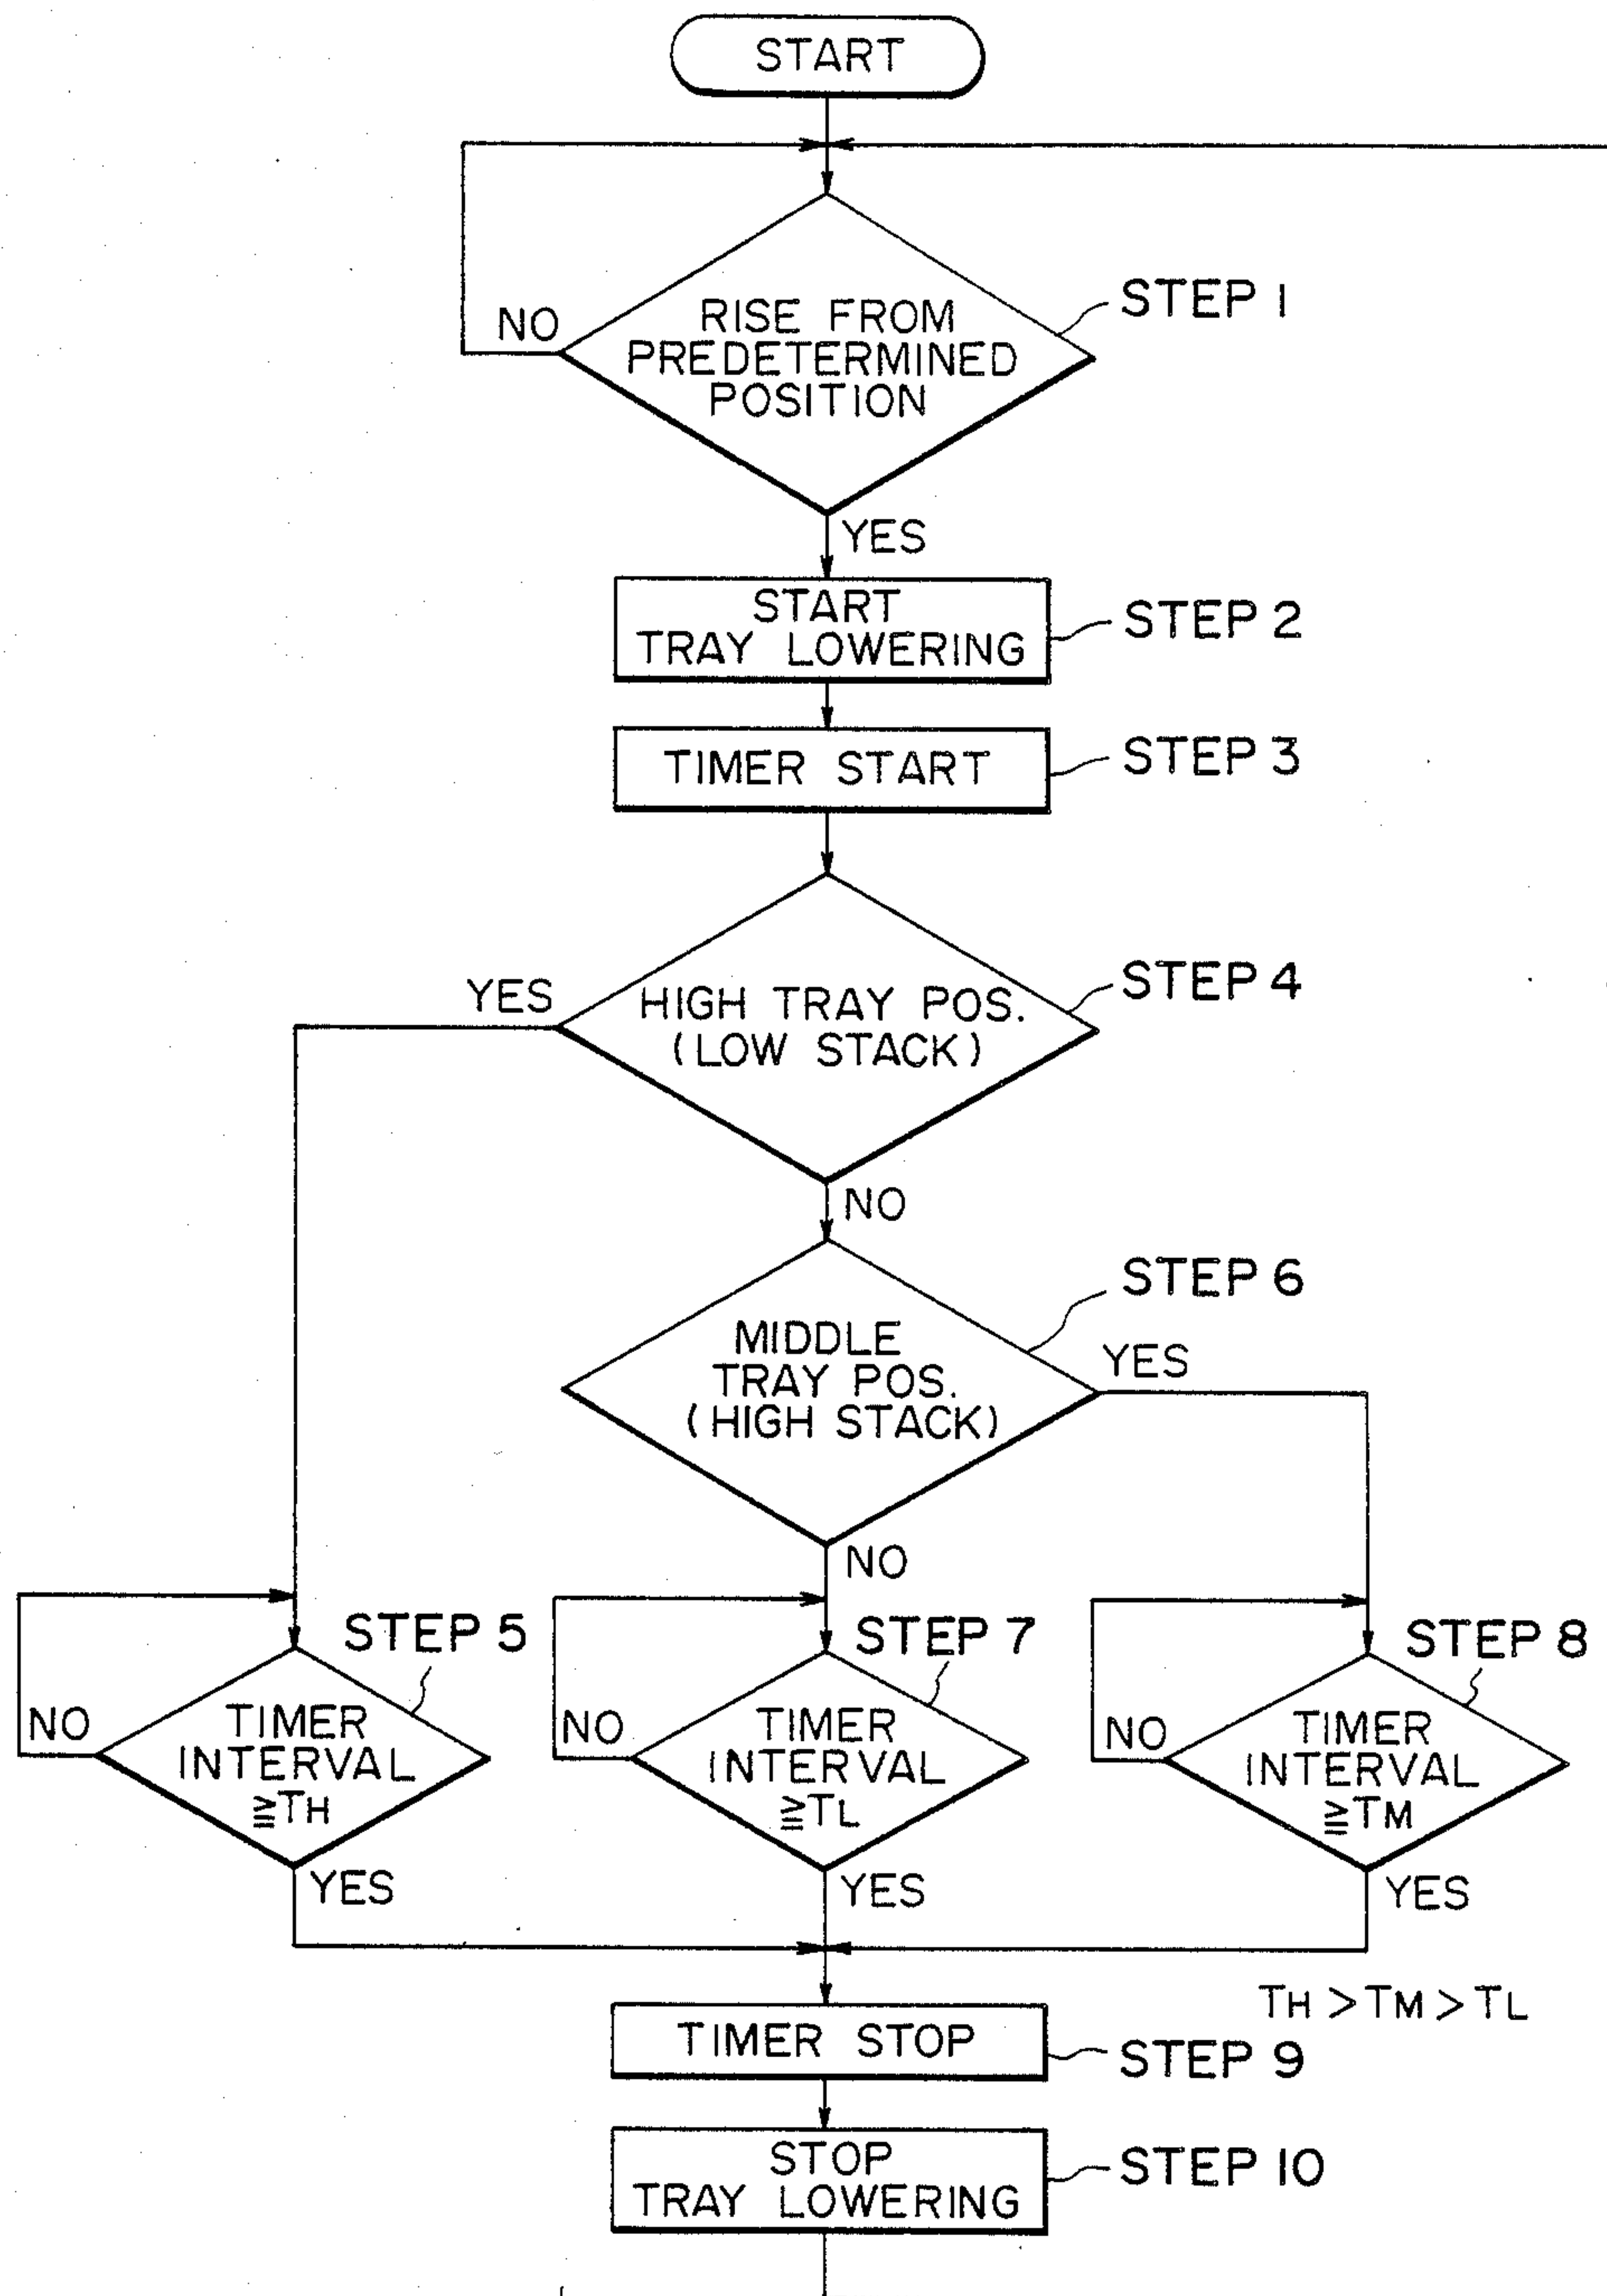 START
NO
RISE FROM
PREDETERMINED
POSITION
STEP 1
YES
START
TRAY LOWERING
STEP 2
TIMER START
STEP 3
YES
HIGH TRAY POS.
(LOW STACK)
STEP 4
NO
STEP 6
MIDDLE
TRAY POS.
(HIGH STACK)
YES
NO
STEP 5
NO
TIMER
INTERVAL
≧TH
YES
STEP 7
NO
TIMER
INTERVAL
≧TL
YES
STEP 8
NO
TIMER
INTERVAL
≧TM
YES
TH > TM > TL
TIMER STOP
STEP 9
STOP
TRAY LOWERING
STEP 10